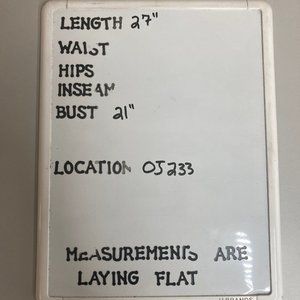 LENGTH 27"
WAIST
HIPS
INSEAM
BUST 21"
LOCATION OJ233
MEASUREMENTS ARE
LAYING FLAT